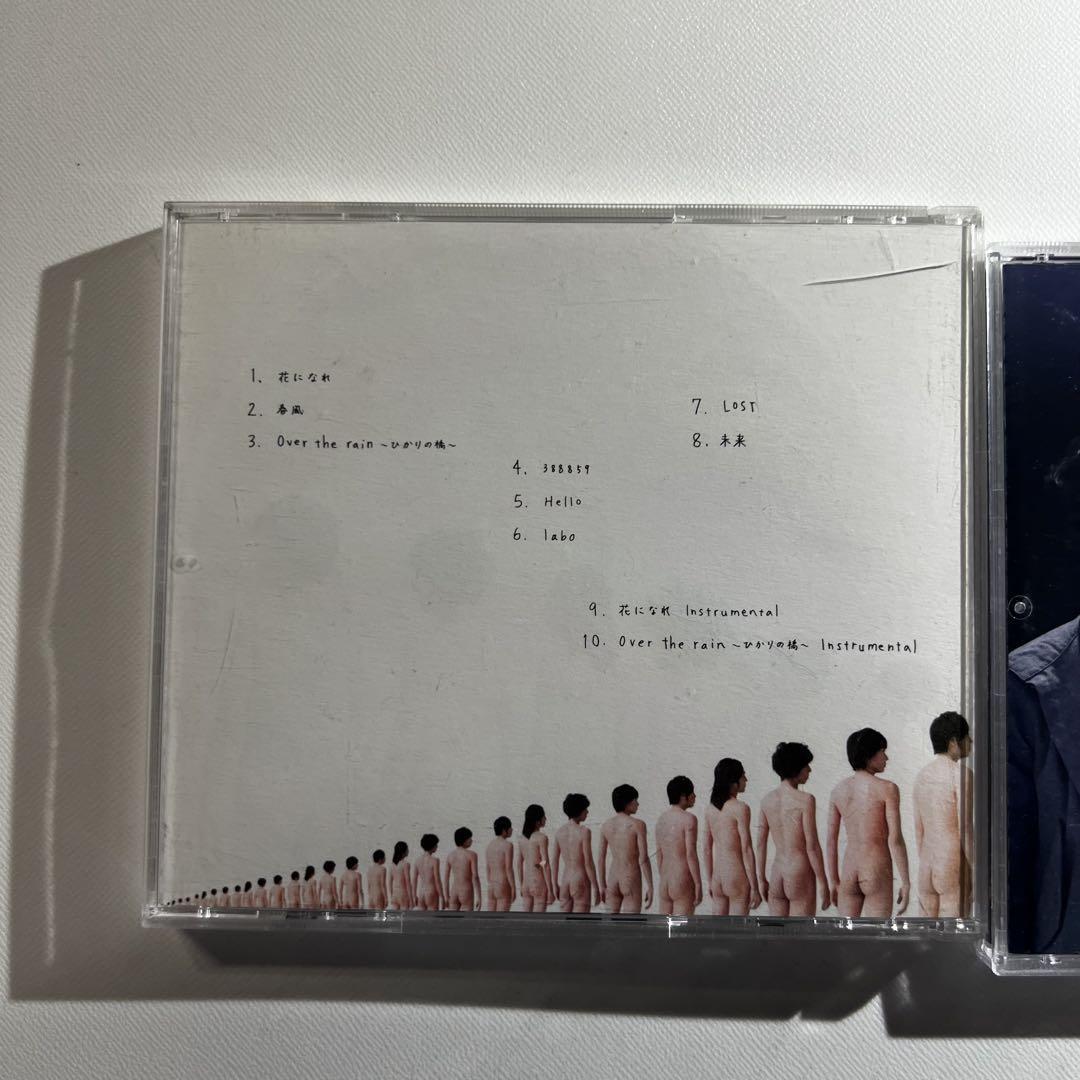 1. 花になれ
2. 春風
3. Over the rain ～ひかりの橋～
4. 388859
5. Hello
6. labo
7. LOST
8. 未来
9. 花になれ Instrumental
10. Over the rain ～ひかりの橋～ Instrumental